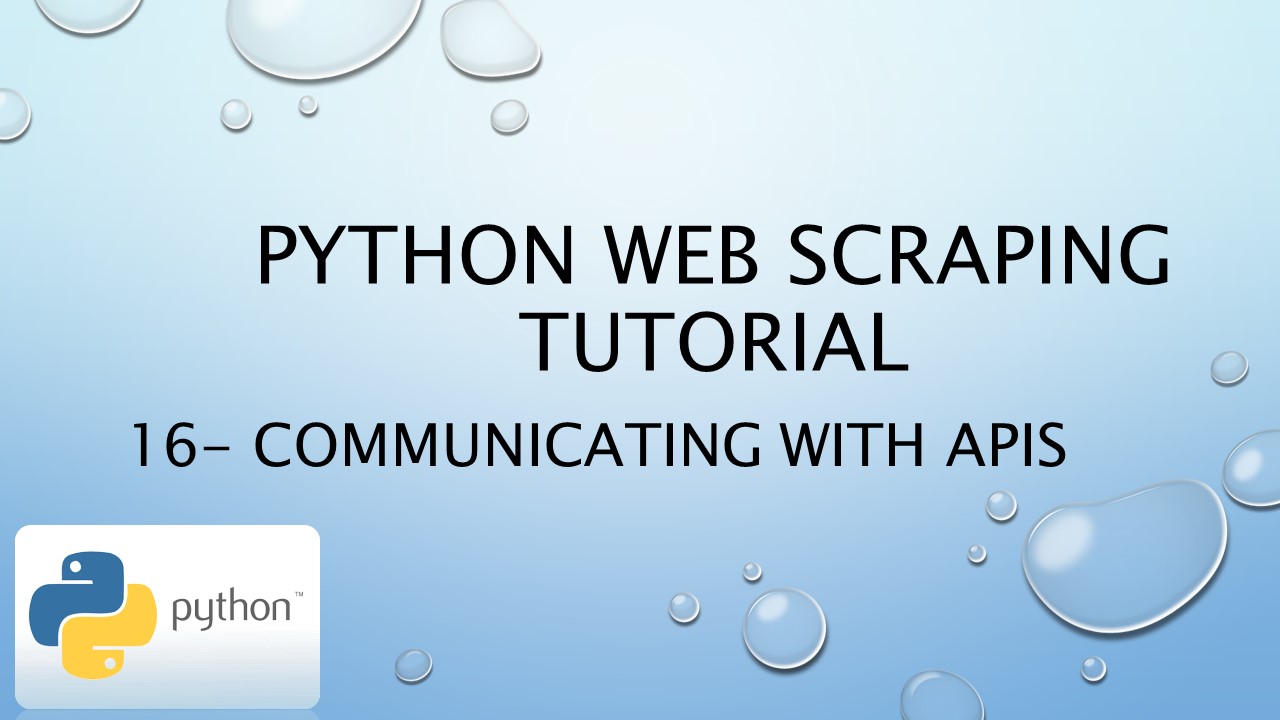 PYTHON WEB SCRAPING
TUTORIAL
16- COMMUNICATING WITH APIS
python™